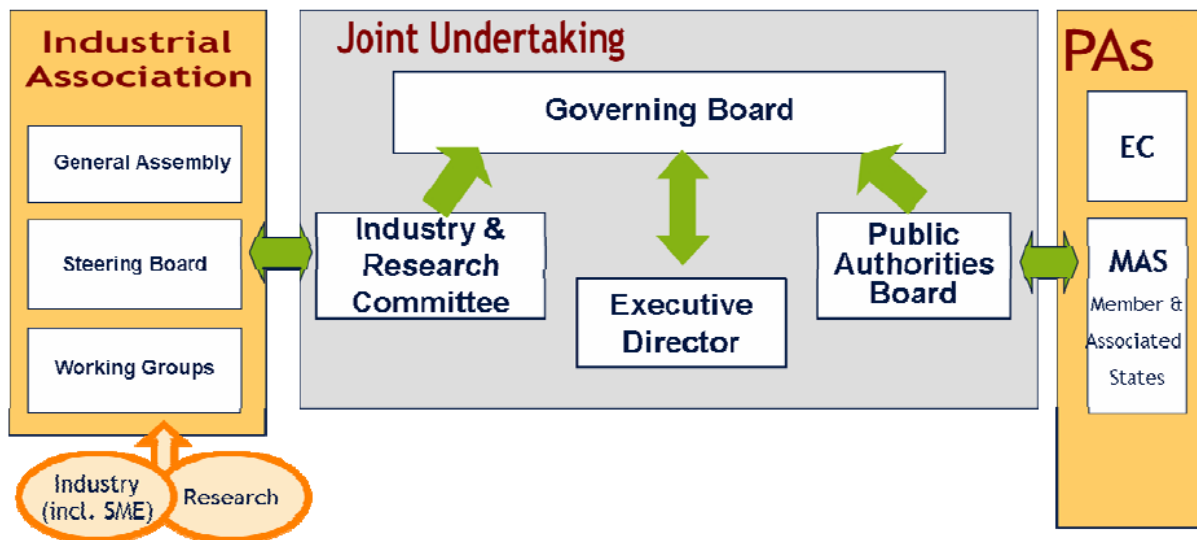 Industrial
Association
General Assembly
Steering Board
Working Groups
Industry
(incl. SME)
Research
Joint Undertaking
Governing Board
Industry &
Research
Committee
Executive
Director
Public
Authorities
Board
PAs
EC
MAS
Member &
Associated
States